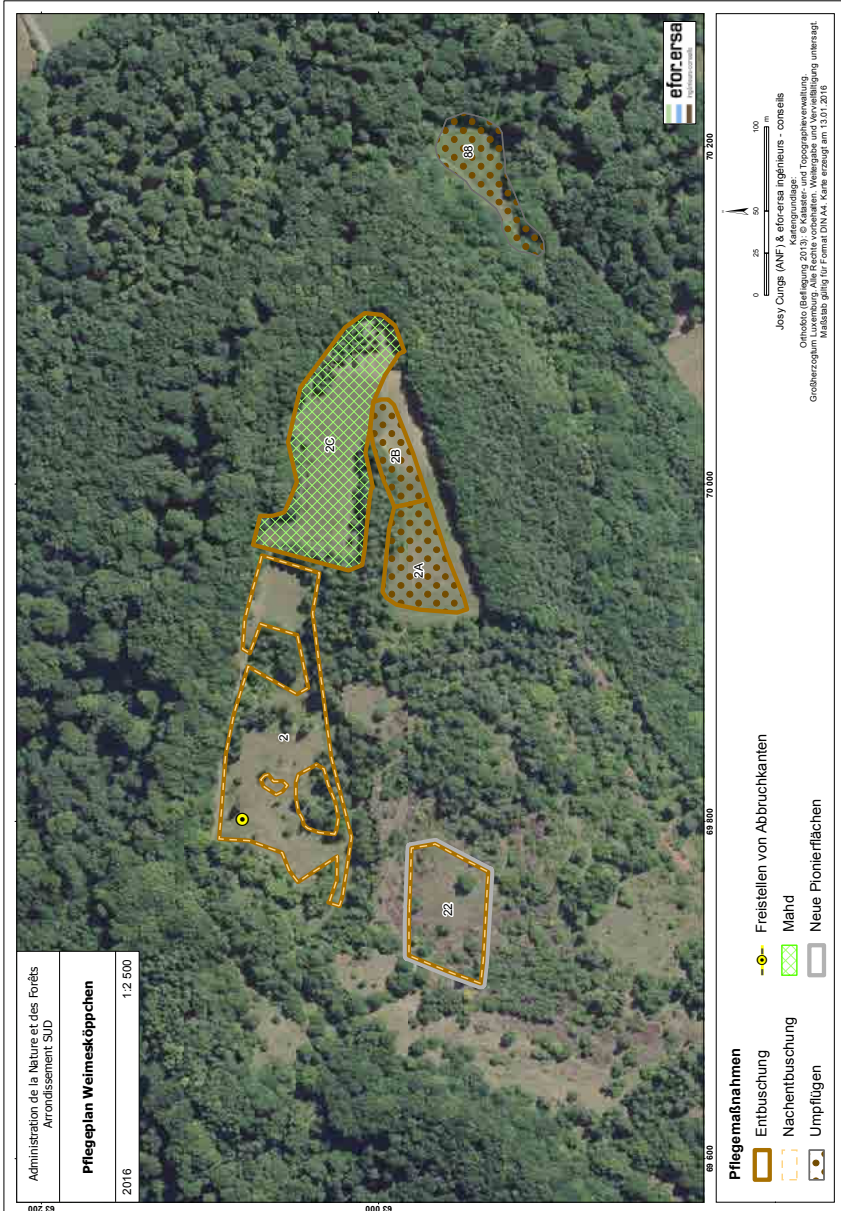 Administration de la Nature et des Forêts
Arrondissement SUD
Pflegeplan Weimesköppchen
2016 1:2 500
63 200
63 000
69 600
69 800
70 000
70 200
2
2C
2A
2B
22
88
efor.ersa
ingénieurs-conseils
Pflegemaßnahmen
Entbuschung
Nachentbuschung
Umpflügen
Freistellen von Abbruchkanten
Mahd
Neue Pionierflächen
0 25 50 100
m
Josy Cungs (ANF) & efor-ersa ingénieurs - conseils
Kartengrundlage:
Orthofoto (Befliegung 2013): © Kataster- und Topographieverwaltung.
Großherzogtum Luxemburg. Alle Rechte vorbehalten. Weitergabe und Vervielfältigung untersagt.
Maßstab gültig für Format DIN A4. Karte erzeugt am 13.01.2016